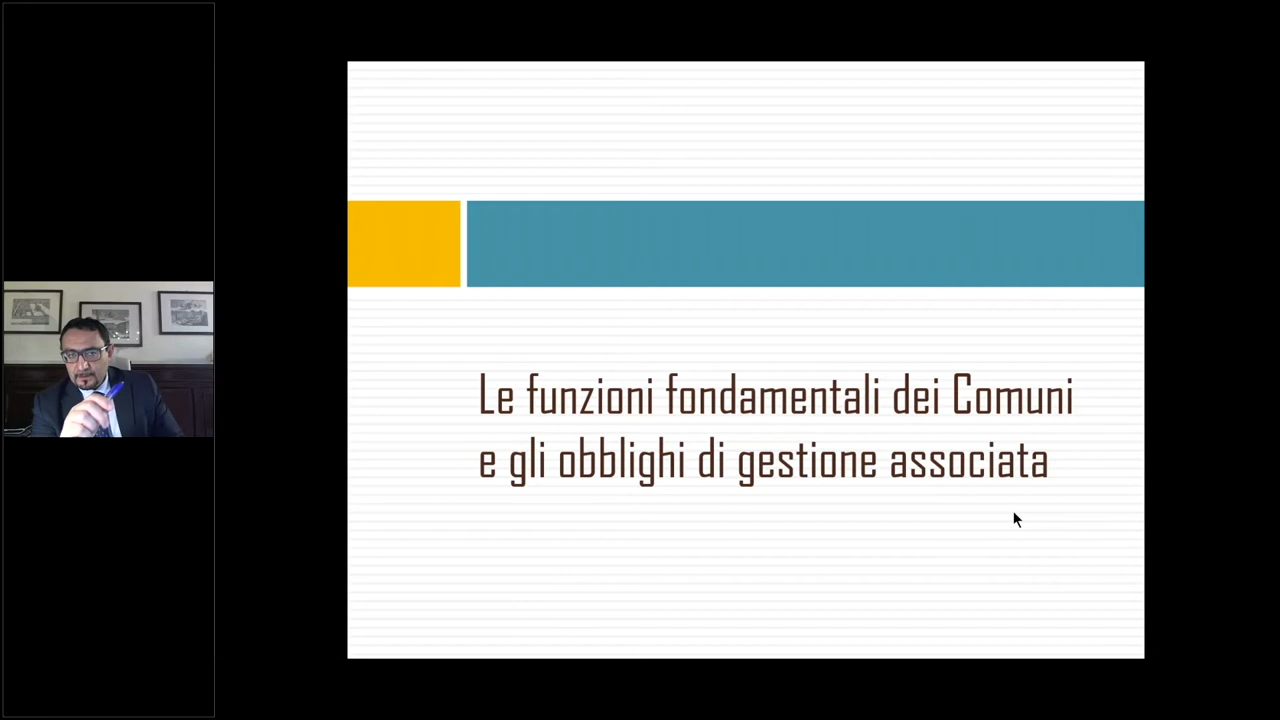 Le funzioni fondamentali dei Comuni
e gli obblighi di gestione associata